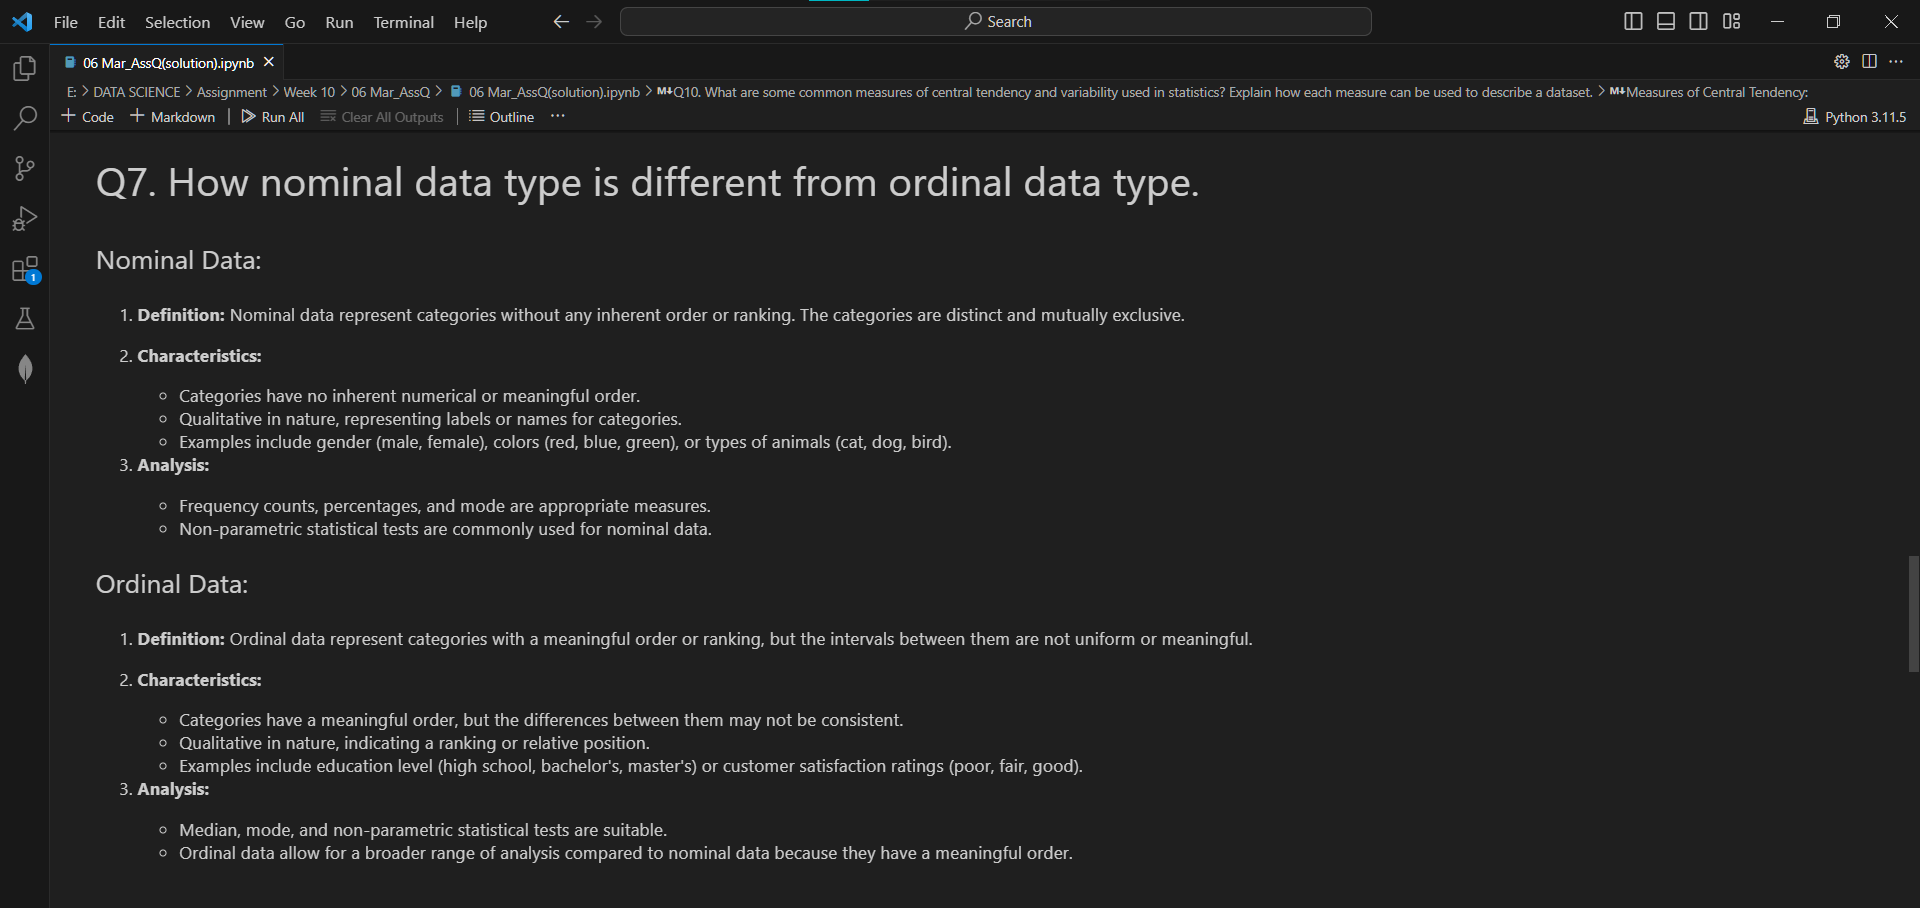 File Edit Selection View Go Run Terminal Help
Search
06 Mar_AssQ(solution).ipynb
E: > DATA SCIENCE > Assignment > Week 10 > 06 Mar_AssQ > 06 Mar_AssQ(solution).ipynb > M↓Q10. What are some common measures of central tendency and variability used in statistics? Explain how each measure can be used to describe a dataset. > M↓Measures of Central Tendency:
+ Code + Markdown | Run All Clear All Outputs | Outline ...
Python 3.11.5
1
Q7. How nominal data type is different from ordinal data type.
Nominal Data:
1. Definition: Nominal data represent categories without any inherent order or ranking. The categories are distinct and mutually exclusive.
2. Characteristics:
○ Categories have no inherent numerical or meaningful order.
○ Qualitative in nature, representing labels or names for categories.
○ Examples include gender (male, female), colors (red, blue, green), or types of animals (cat, dog, bird).
3. Analysis:
○ Frequency counts, percentages, and mode are appropriate measures.
○ Non-parametric statistical tests are commonly used for nominal data.
Ordinal Data:
1. Definition: Ordinal data represent categories with a meaningful order or ranking, but the intervals between them are not uniform or meaningful.
2. Characteristics:
○ Categories have a meaningful order, but the differences between them may not be consistent.
○ Qualitative in nature, indicating a ranking or relative position.
○ Examples include education level (high school, bachelor's, master's) or customer satisfaction ratings (poor, fair, good).
3. Analysis:
○ Median, mode, and non-parametric statistical tests are suitable.
○ Ordinal data allow for a broader range of analysis compared to nominal data because they have a meaningful order.